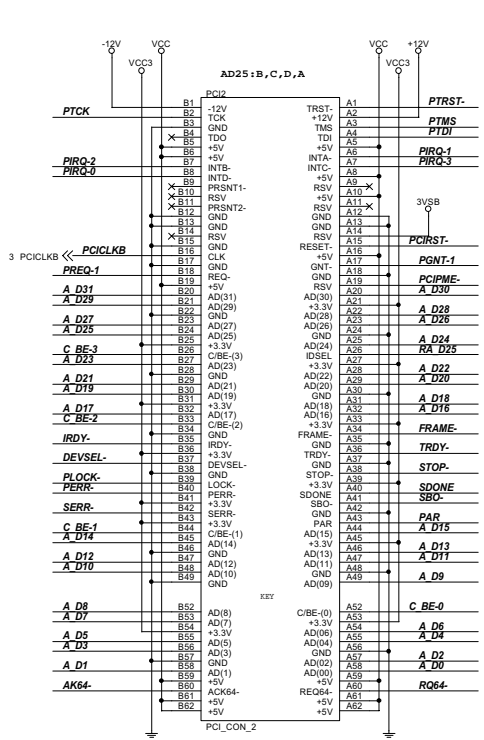 -12V VCC VCC +12V
VCC3 VCC3
AD25:B,C,D,A
PCI2
B1 -12V TRST- A1 PTRST-
PTCK B2 TCK +12V A2
B3 GND TMS A3 PTMS
B4 TDO TDI A4 PTDI
B5 +5V +5V A5
B6 +5V INTA- A6 PIRQ-1
PIRQ-2 B7 INTB- INTC- A7 PIRQ-3
PIRQ-0 B8 INTD- +5V A8
B9 PRSNT1- RSV A9
B10 RSV +5V A10
B11 PRSNT2- RSV A11
B12 GND GND A12
B13 GND GND A13 3VSB
B14 RSV RSV A14
B15 GND RESET- A15 PCIRST-
3 PCICLKB PCICLKB B16 CLK +5V A16
B17 GND GNT- A17 PGNT-1
PREQ-1 B18 REQ- GND A18
B19 +5V RSV A19 PCIPME-
A_D31 B20 AD(31) AD(30) A20 A_D30
A_D29 B21 AD(29) +3.3V A21
B22 GND AD(28) A22 A_D28
A_D27 B23 AD(27) AD(26) A23 A_D26
A_D25 B24 AD(25) GND A24
B25 +3.3V AD(24) A25 A_D24
C_BE-3 B26 C/BE-(3) IDSEL A26 RA_D25
A_D23 B27 AD(23) +3.3V A27
B28 GND AD(22) A28 A_D22
A_D21 B29 AD(21) AD(20) A29 A_D20
A_D19 B30 AD(19) GND A30
B31 +3.3V AD(18) A31 A_D18
A_D17 B32 AD(17) AD(16) A32 A_D16
C_BE-2 B33 C/BE-(2) +3.3V A33
B34 GND FRAME- A34 FRAME-
IRDY- B35 IRDY- GND A35
B36 +3.3V TRDY- A36 TRDY-
DEVSEL- B37 DEVSEL- GND A37
B38 GND STOP- A38 STOP-
PLOCK- B39 LOCK- +3.3V A39
PERR- B40 PERR- SDONE A40 SDONE
B41 +3.3V SBO- A41 SBO-
SERR- B42 SERR- GND A42
B43 +3.3V PAR A43 PAR
C_BE-1 B44 C/BE-(1) AD(15) A44 A_D15
A_D14 B45 AD(14) +3.3V A45
B46 GND AD(13) A46 A_D13
A_D12 B47 AD(12) AD(11) A47 A_D11
A_D10 B48 AD(10) GND A48
B49 GND AD(09) A49 A_D9
KEY
A_D8 B52 AD(8) C/BE-(0) A52 C_BE-0
A_D7 B53 AD(7) +3.3V A53
B54 +3.3V AD(06) A54 A_D6
A_D5 B55 AD(5) AD(04) A55 A_D4
A_D3 B56 AD(3) GND A56
B57 GND AD(02) A57 A_D2
A_D1 B58 AD(1) AD(00) A58 A_D0
B59 +5V +5V A59
AK64- B60 ACK64- REQ64- A60 RQ64-
B61 +5V +5V A61
B62 +5V +5V A62
PCI_CON_2